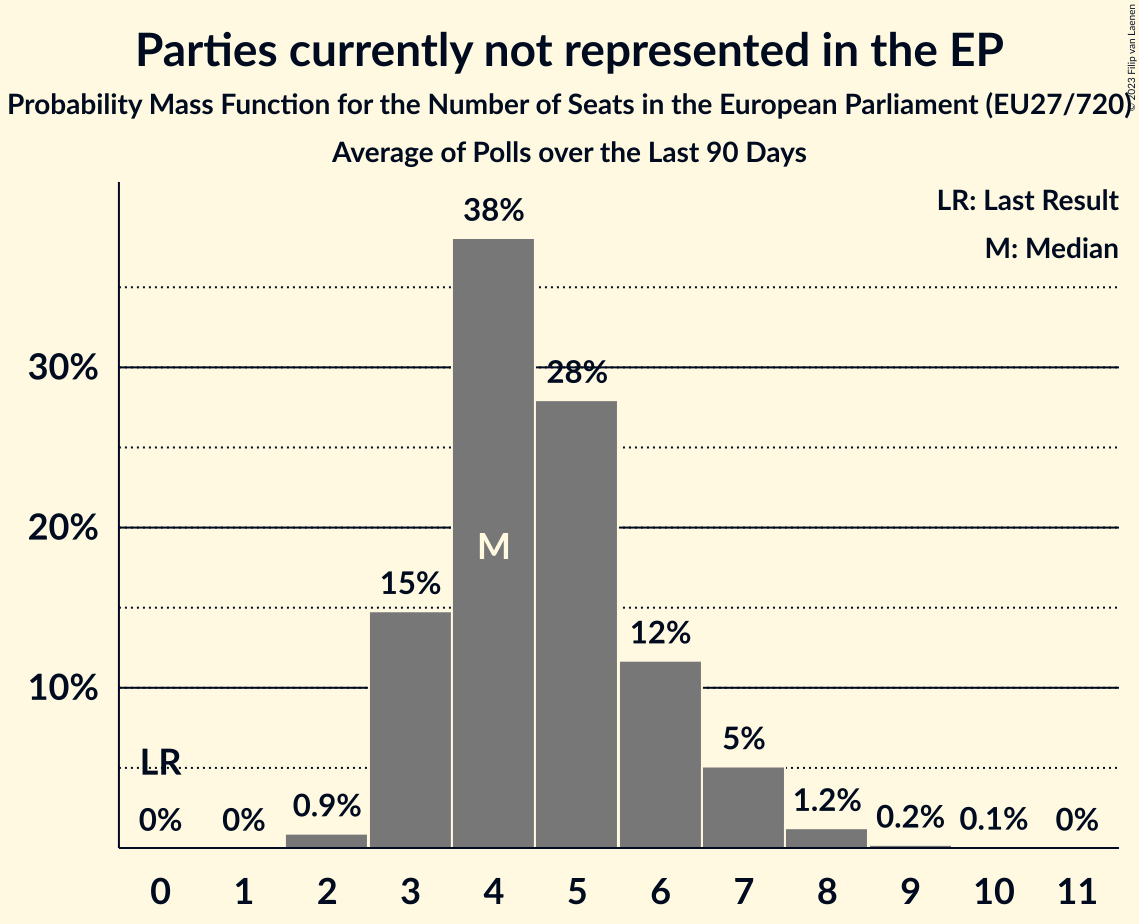 Parties currently not represented in the EP
Probability Mass Function for the Number of Seats in the European Parliament (EU27/720)
Average of Polls over the Last 90 Days
© 2023 Filip van Laenen
LR: Last Result
M: Median
38%
30%
28%
20%
M
15%
12%
10%
5%
LR
0%
0%
0.9%
1.2%
0.2%
0.1%
0%
0 1 2 3 4 5 6 7 8 9 10 11